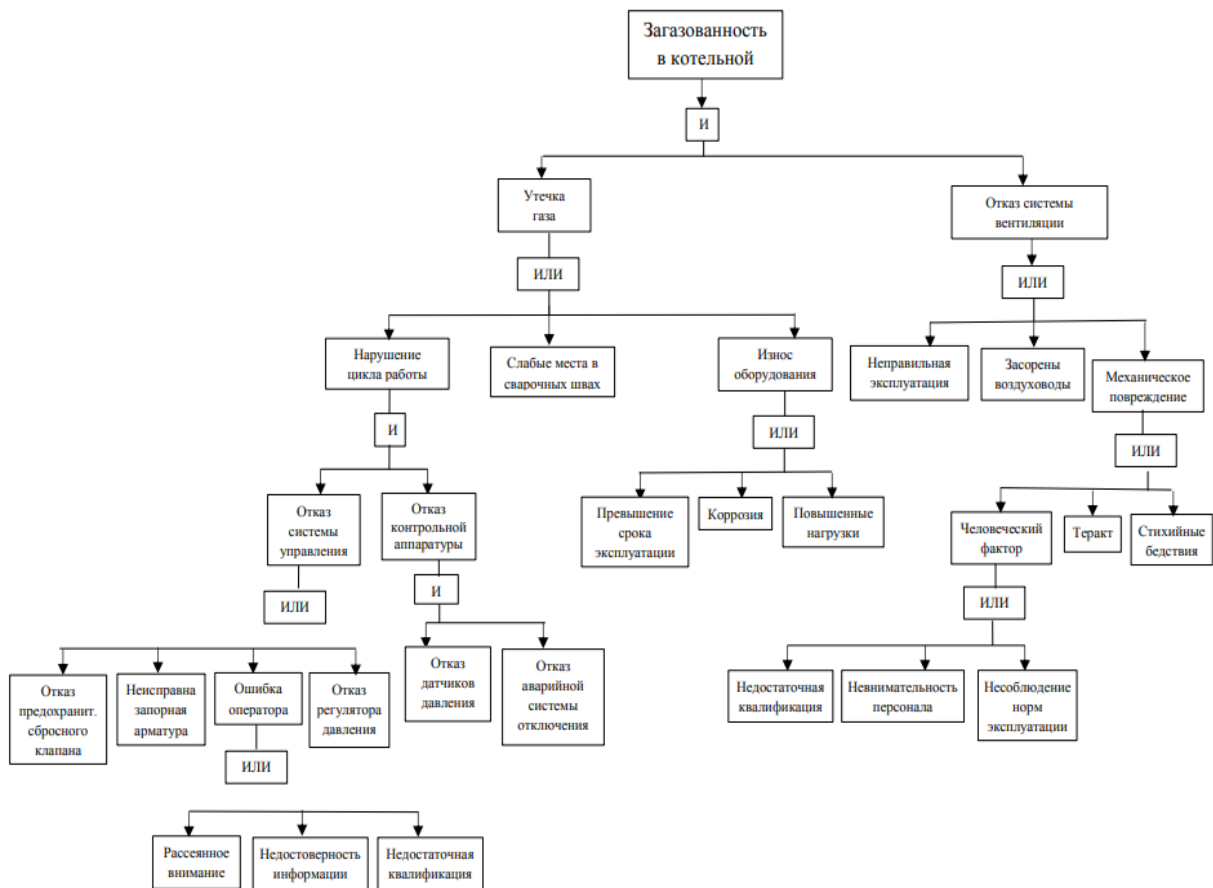 Загазованность
в котельной
И
Утечка
газа
Отказ системы
вентиляции
ИЛИ
ИЛИ
Нарушение
цикла работы
Слабые места в
сварочных швах
Износ
оборудования
Неправильная
эксплуатация
Засорены
воздуховоды
Механическое
повреждение
И
ИЛИ
ИЛИ
Отказ
системы
управления
Отказ
контрольной
аппаратуры
Превышение
срока
эксплуатации
Коррозия
Повышенные
нагрузки
Человеческий
фактор
Теракт
Стихийные
бедствия
ИЛИ
И
ИЛИ
Отказ
предохранит.
сбросного
клапана
Неисправна
запорная
арматура
Ошибка
оператора
Отказ
регулятора
давления
Отказ
датчиков
давления
Отказ
аварийной
системы
отключения
Недостаточная
квалификация
Невнимательность
персонала
Несоблюдение
норм
эксплуатации
ИЛИ
Рассеянное
внимание
Недостоверность
информации
Недостаточная
квалификация